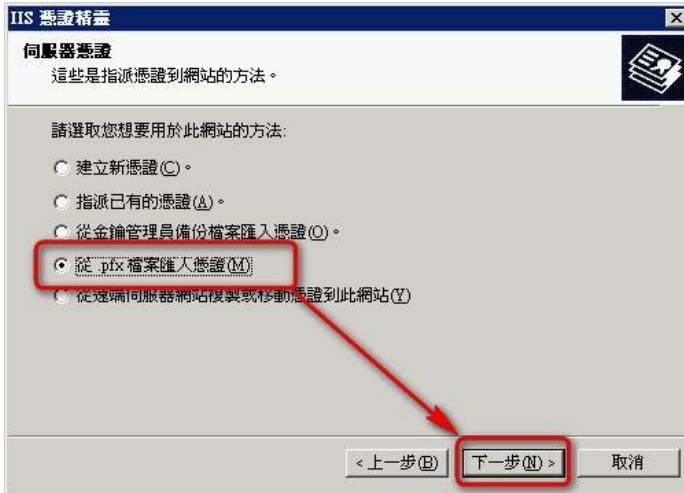 IIS 憑證精靈
伺服器憑證
這些是指派憑證到網站的方法。
請選取您想要用於此網站的方法:
建立新憑證(C)。
指派已有的憑證(A)。
從金鑰管理員備份檔案匯入憑證(O)。
從 .pfx 檔案匯入憑證(M)
從遠端伺服器網站複製或移動憑證到此網站(Y)
<上一步(B)
下一步(N) >
取消